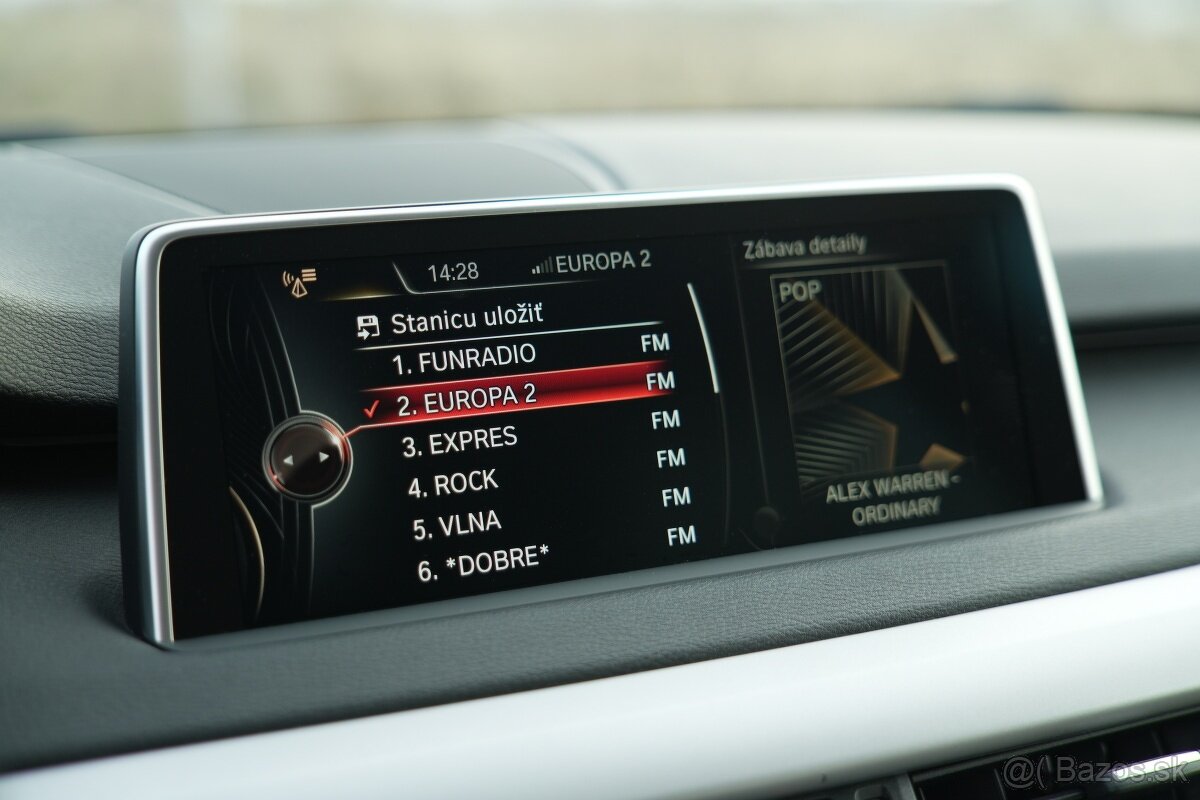 14:28 EUROPA 2
Stanicu uložiť
1. FUNRADIO FM
2. EUROPA 2 FM
3. EXPRES FM
4. ROCK FM
5. VLNA FM
6. *DOBRE* FM
Zábava detaily
POP
ALEX WARREN -
ORDINARY
@( Bazos.sk